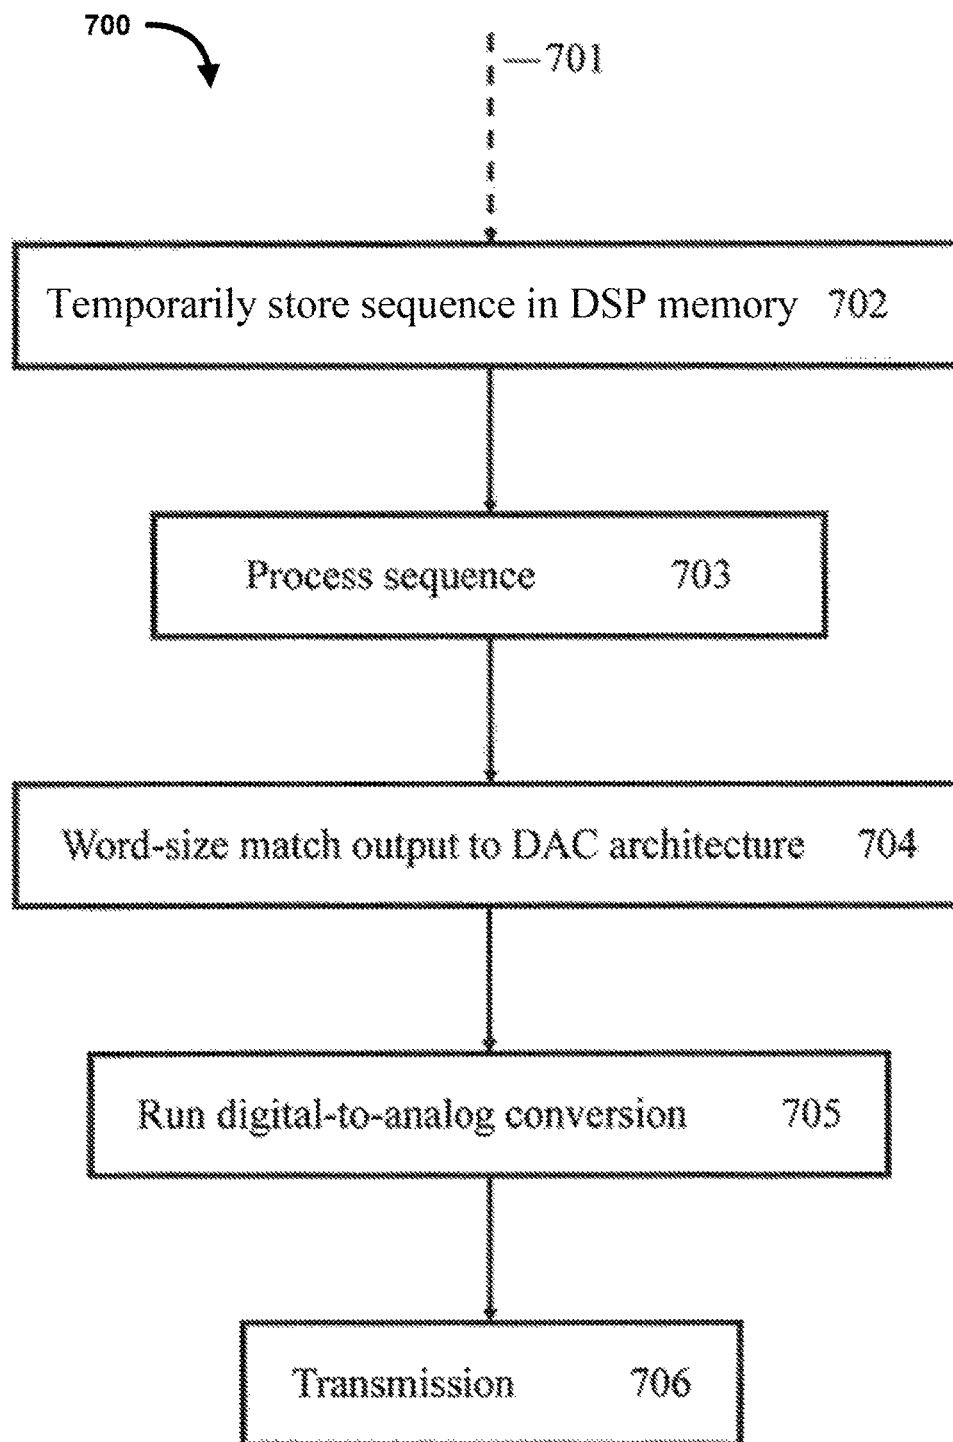 700
701
Temporarily store sequence in DSP memory 702
Process sequence 703
Word-size match output to DAC architecture 704
Run digital-to-analog conversion 705
Transmission 706